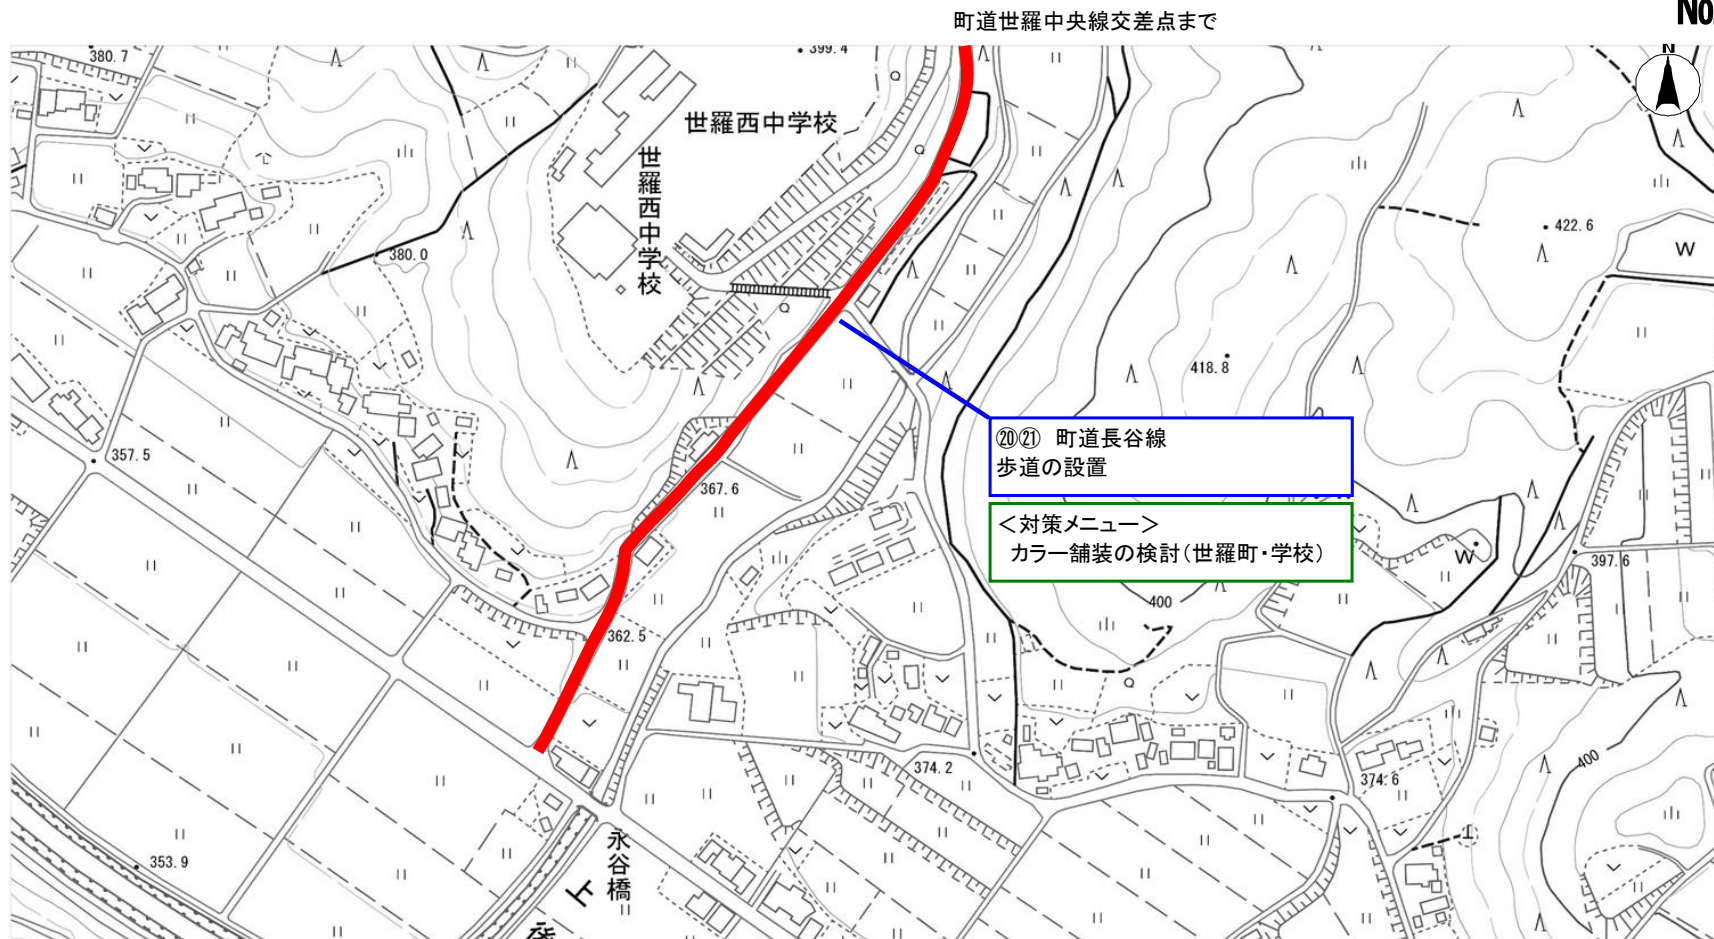 町道世羅中央線交差点まで
No
N
380.7
399.4
世羅西中学校
世羅西中学校
380.0
422.6
W
418.8
357.5
⑳㉑ 町道長谷線
歩道の設置
367.6
＜対策メニュー＞
カラー舗装の検討（世羅町・学校）
W
397.6
400
362.5
374.2
374.6
400
353.9
永谷橋